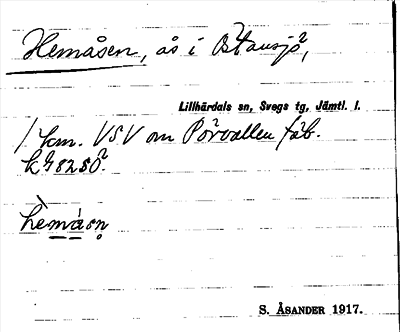 Hemåsen, ås i Östansjö,
Lillhärdals sn, Svegs tg, Jämtl. l.
1 km. VSV om Pörvallen fäb.
k 4825Ö.
hèmåsn̥
S. ÅSANDER 1917.